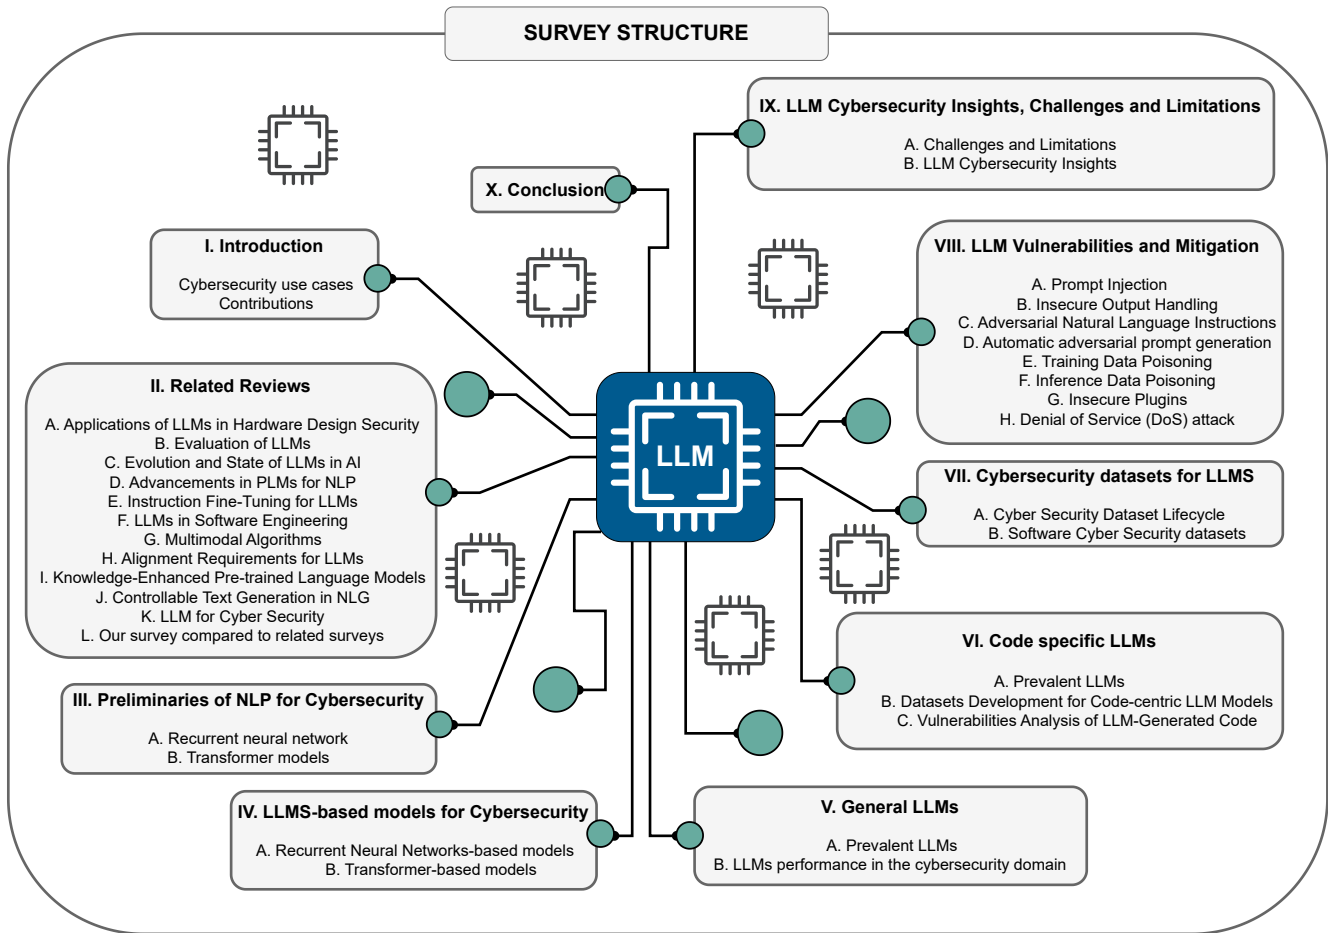 SURVEY STRUCTURE
IX. LLM Cybersecurity Insights, Challenges and Limitations
A. Challenges and Limitations
B. LLM Cybersecurity Insights
X. Conclusion
I. Introduction
Cybersecurity use cases
Contributions
VIII. LLM Vulnerabilities and Mitigation
A. Prompt Injection
B. Insecure Output Handling
C. Adversarial Natural Language Instructions
D. Automatic adversarial prompt generation
E. Training Data Poisoning
F. Inference Data Poisoning
G. Insecure Plugins
H. Denial of Service (DoS) attack
II. Related Reviews
A. Applications of LLMs in Hardware Design Security
B. Evaluation of LLMs
C. Evolution and State of LLMs in AI
D. Advancements in PLMs for NLP
E. Instruction Fine-Tuning for LLMs
F. LLMs in Software Engineering
G. Multimodal Algorithms
H. Alignment Requirements for LLMs
I. Knowledge-Enhanced Pre-trained Language Models
J. Controllable Text Generation in NLG
K. LLM for Cyber Security
L. Our survey compared to related surveys
LLM
VII. Cybersecurity datasets for LLMS
A. Cyber Security Dataset Lifecycle
B. Software Cyber Security datasets
VI. Code specific LLMs
A. Prevalent LLMs
B. Datasets Development for Code-centric LLM Models
C. Vulnerabilities Analysis of LLM-Generated Code
III. Preliminaries of NLP for Cybersecurity
A. Recurrent neural network
B. Transformer models
IV. LLMS-based models for Cybersecurity
A. Recurrent Neural Networks-based models
B. Transformer-based models
V. General LLMs
A. Prevalent LLMs
B. LLMs performance in the cybersecurity domain